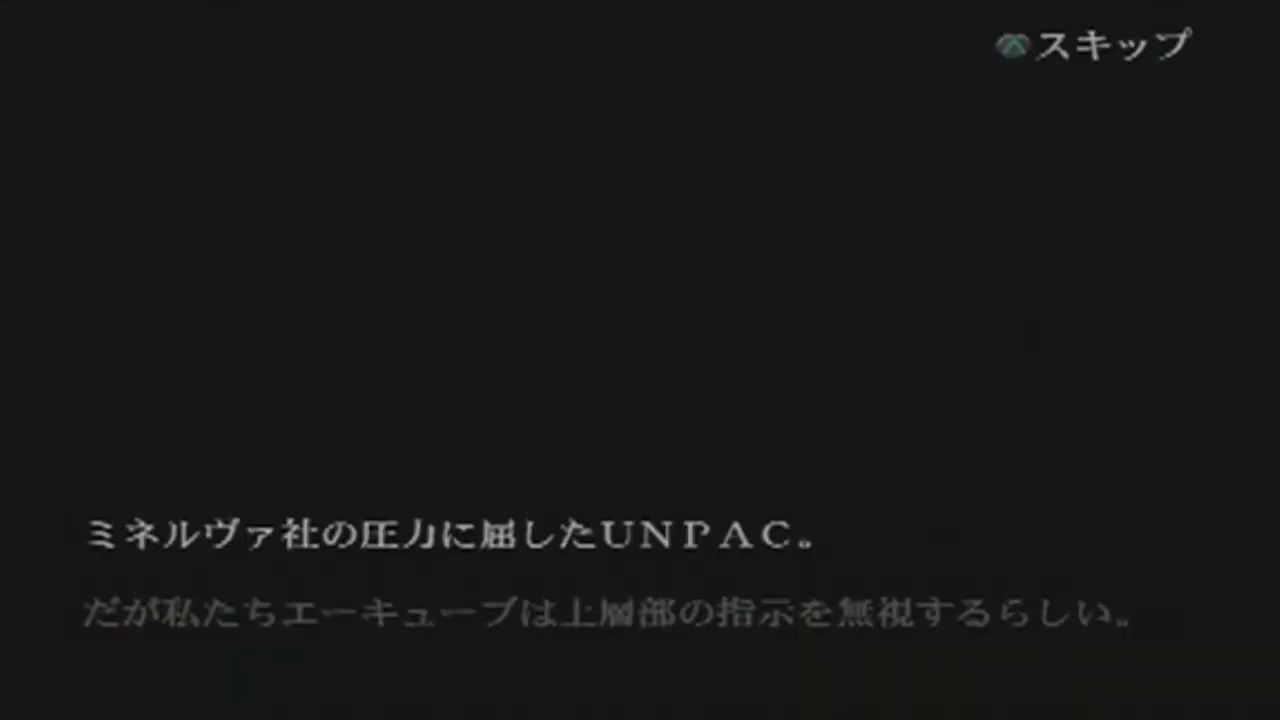 スキップ
ミネルヴァ社の圧力に屈したＵＮＰＡＣ。
だが私たちエーキューブは上層部の指示を無視するらしい。